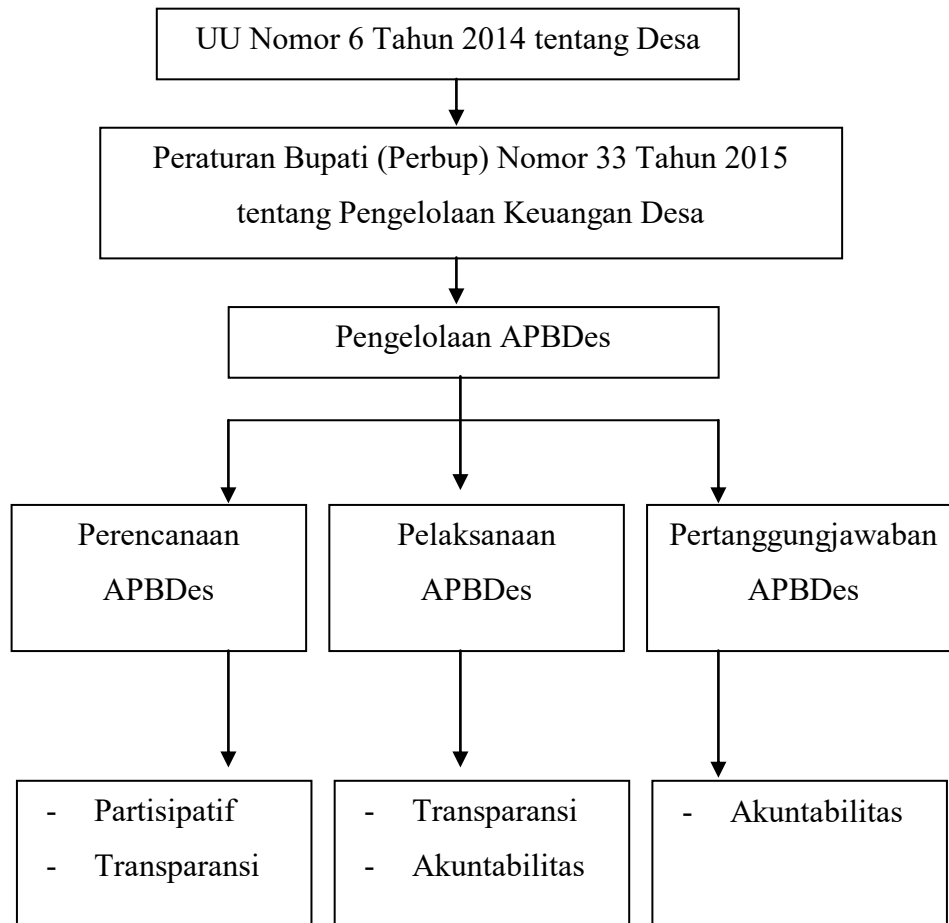 UU Nomor 6 Tahun 2014 tentang Desa
Peraturan Bupati (Perbup) Nomor 33 Tahun 2015
tentang Pengelolaan Keuangan Desa
Pengelolaan APBDes
Perencanaan
APBDes
Pelaksanaan
APBDes
Pertanggungjawaban
APBDes
- Partisipatif
- Transparansi
- Transparansi
- Akuntabilitas
- Akuntabilitas